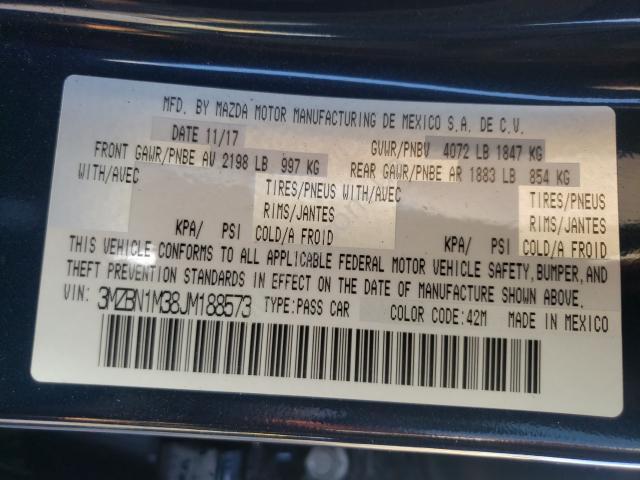 MFD. BY MAZDA MOTOR MANUFACTURING DE MEXICO S.A. DE C.V.
DATE 11/17 GVWR/PNBV 4072 LB 1847 KG
FRONT GAWR/PNBE AV 2198 LB 997 KG REAR GAWR/PNBE AR 1883 LB 854 KG
WITH/AVEC TIRES/PNEUS WITH/AVEC TIRES/PNEUS
RIMS/JANTES RIMS/JANTES
KPA/ PSI COLD/A FROID KPA/ PSI COLD/A FROID
THIS VEHICLE CONFORMS TO ALL APPLICABLE FEDERAL MOTOR VEHICLE SAFETY, BUMPER, AND
THEFT PREVENTION STANDARDS IN EFFECT ON THE DATE OF MANUFACTURE SHOWN ABOVE.
VIN: 3MZBN1M38JM188573 TYPE:PASS CAR COLOR CODE:42M MADE IN MEXICO